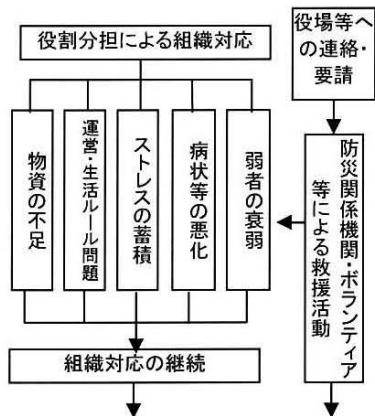 役割分担による組織対応
役場等へ
の連絡・
要請
物資の不足
運営・生活ルール問題
ストレスの蓄積
病状等の悪化
弱者の衰弱
防災関係機関・ボランティア
等による救援活動
組織対応の継続